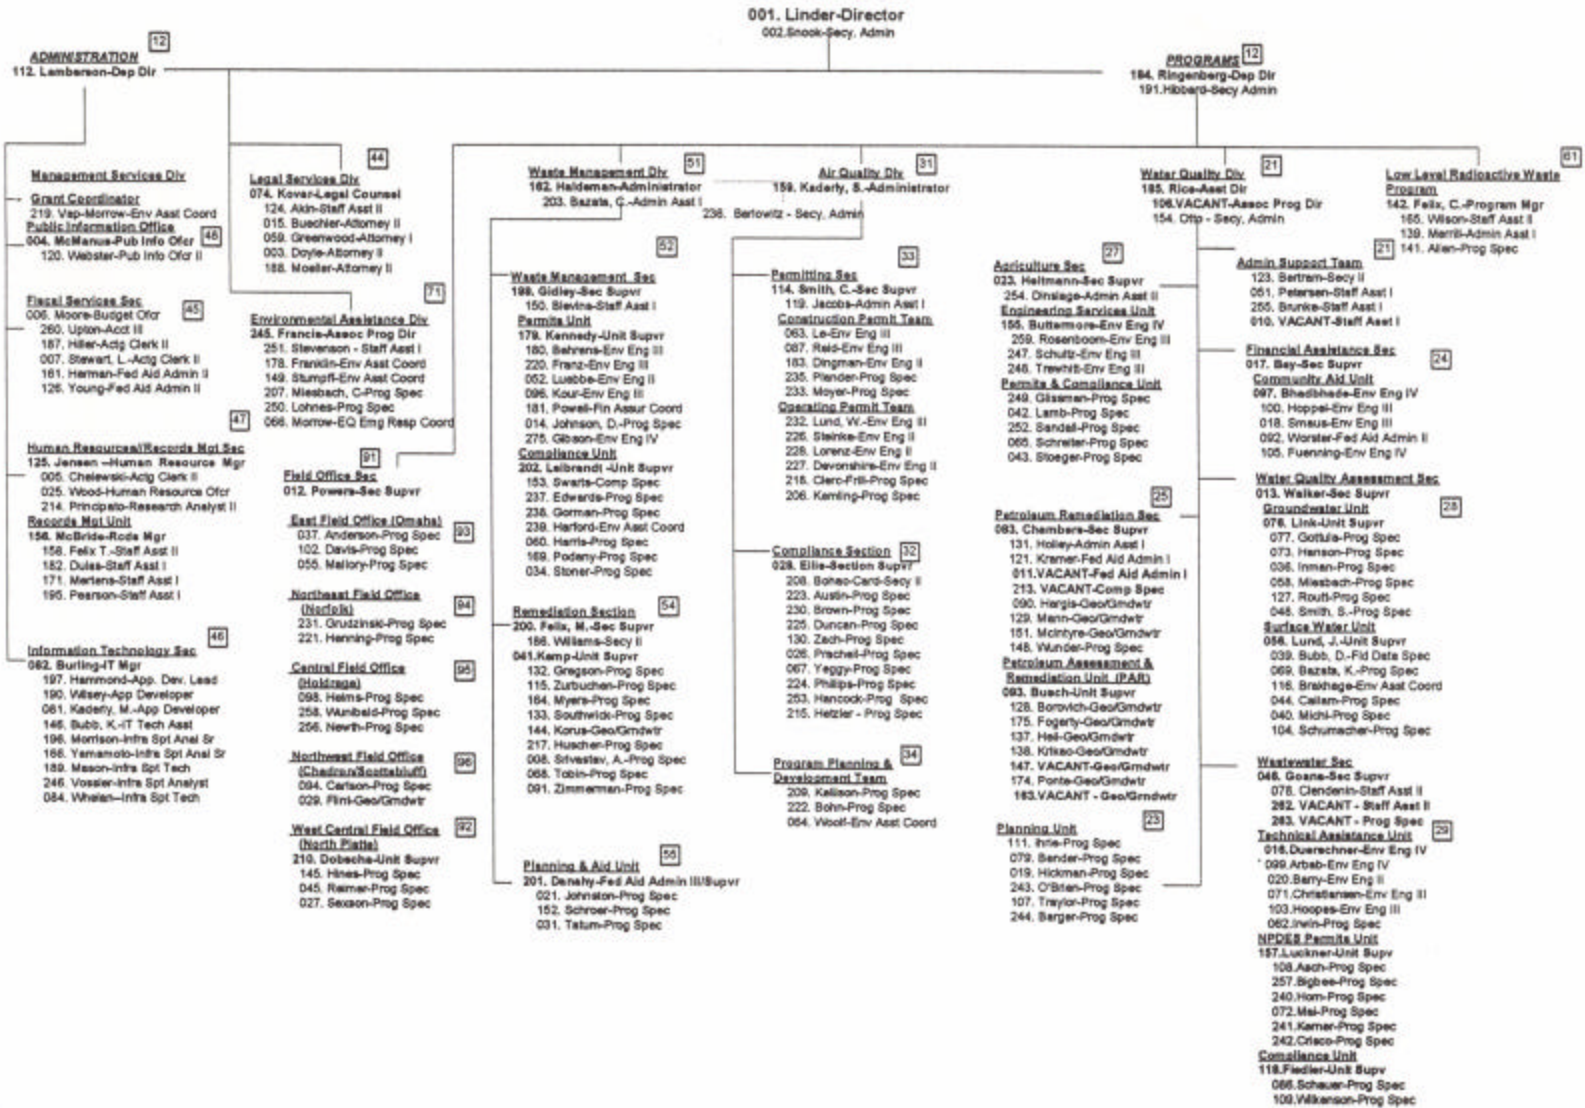 001. Linder-Director
002.Snook-Secy. Admin
12
ADMINISTRATION
112. Lamberson-Dep Dir
12
PROGRAMS
184. Ringenberg-Dep Dir
191.Hibbard-Secy Admin
Management Services Div
Grant Coordinator
219. Vap-Morrow-Env Asst Coord
Public Information Office
004. McManus-Pub Info Ofcr
120. Webster-Pub Info Ofcr II
Fiscal Services Sec
45
006. Moore-Budget Ofcr
260. Upton-Acct III
187. Hiller-Actg Clerk II
007. Stewart, L.-Actg Clerk II
161. Herman-Fed Aid Admin II
126. Young-Fed Aid Admin II
47
Human Resources/Records Mgt Sec
125. Jensen –Human Resource Mgr
005. Chelewski-Actg Clerk II
025. Wood-Human Resource Ofcr
214. Principato-Research Analyst II
Records Mgt Unit
156. McBride-Rcds Mgr
158. Felix T.-Staff Asst II
182. Dulas-Staff Asst I
171. Mertens-Staff Asst I
195. Pearson-Staff Asst I
46
Information Technology Sec
082. Burling-IT Mgr
197. Hammond-App. Dev. Lead
190. Wilsey-App Developer
081. Kaderly, M.-App Developer
146. Bubb, K.-IT Tech Asst
196. Morrison-Infra Spt Anal Sr
166. Yamamoto-Infra Spt Anal Sr
189. Mason-Infra Spt Tech
246. Vossler-Infra Spt Analyst
084. Whelan–Infra Spt Tech
44
Legal Services Div
074. Kovar-Legal Counsel
124. Akin-Staff Asst II
015. Buechler-Attorney II
059. Greenwood-Attorney I
003. Doyle-Attorney II
188. Moeller-Attorney II
71
Environmental Assistance Div
245. Francis-Assoc Prog Dir
251. Stevenson - Staff Asst I
178. Franklin-Env Asst Coord
149. Stumpff-Env Asst Coord
207. Miesbach, C-Prog Spec
250. Lohnes-Prog Spec
066. Morrow-EQ Emg Resp Coord
91
Field Office Sec
012. Powers-Sec Supvr
East Field Office (Omaha)
93
037. Anderson-Prog Spec
102. Davis-Prog Spec
055. Mallory-Prog Spec
Northeast Field Office
(Norfolk)
94
231. Grudzinski-Prog Spec
221. Henning-Prog Spec
Central Field Office
95
(Holdrege)
098. Helms-Prog Spec
258. Wunibald-Prog Spec
256. Newth-Prog Spec
Northwest Field Office
96
(Chadron/Scottsbluff)
094. Carlson-Prog Spec
029. Flint-Geo/Grndwtr
West Central Field Office
92
(North Platte)
210. Dobesha-Unit Supvr
145. Hines-Prog Spec
045. Reimer-Prog Spec
027. Sexson-Prog Spec
51
Waste Management Div
162. Haldeman-Administrator
203. Bazata, C.-Admin Asst I
52
Waste Management Sec
198. Gidley-Sec Supvr
150. Blevins-Staff Asst I
Permits Unit
179. Kennedy-Unit Supvr
180. Behrens-Env Eng III
220. Franz-Env Eng III
052. Luebbe-Env Eng II
096. Kour-Env Eng III
181. Powell-Fin Assur Coord
014. Johnson, D.-Prog Spec
275. Gibson-Env Eng IV
Compliance Unit
202. Leibrandt -Unit Supvr
153. Swarts-Comp Spec
237. Edwards-Prog Spec
238. Gorman-Prog Spec
239. Harford-Env Asst Coord
060. Harris-Prog Spec
169. Podany-Prog Spec
034. Stoner-Prog Spec
54
Remediation Section
200. Felix, M.-Sec Supvr
186. Williams-Secy II
041.Kemp-Unit Supvr
132. Gregson-Prog Spec
115. Zurbuchen-Prog Spec
164. Myers-Prog Spec
133. Southwick-Prog Spec
144. Korus-Geo/Grndwtr
217. Huscher-Prog Spec
008. Srivastav, A.-Prog Spec
068. Tobin-Prog Spec
091. Zimmerman-Prog Spec
55
Planning & Aid Unit
201. Danahy-Fed Aid Admin III/Supvr
021. Johnston-Prog Spec
152. Schroer-Prog Spec
031. Tatum-Prog Spec
31
Air Quality Div
159. Kaderly, S.-Administrator
236. Bertowitz - Secy, Admin
33
Permitting Sec
114. Smith, C.-Sec Supvr
119. Jacobs-Admin Asst I
Construction Permit Team
063. Le-Env Eng III
087. Reid-Env Eng III
183. Dingman-Env Eng II
235. Plender-Prog Spec
233. Moyer-Prog Spec
Operating Permit Team
232. Lund, W.-Env Eng III
226. Steinke-Env Eng II
228. Lorenz-Env Eng II
227. Devonshire-Env Eng II
218. Clerc-Frill-Prog Spec
206. Kemling-Prog Spec
Compliance Section
32
028. Ellis-Section Supvr
208. Bohac-Card-Secy II
223. Austin-Prog Spec
230. Brown-Prog Spec
225. Duncan-Prog Spec
130. Zach-Prog Spec
026. Prachell-Prog Spec
067. Yeggy-Prog Spec
224. Phillips-Prog Spec
253. Hancock-Prog Spec
215. Hetzler - Prog Spec
34
Program Planning &
Development Team
209. Kallison-Prog Spec
222. Bohn-Prog Spec
064. Woolf-Env Asst Coord
21
Water Quality Div
185. Rice-Asst Dir
106.VACANT-Assoc Prog Dir
154. Otto - Secy, Admin
27
Agriculture Sec
023. Heitmann-Sec Supvr
254. Dinslage-Admin Asst II
Engineering Services Unit
155. Buttermore-Env Eng IV
259. Rosenboom-Env Eng III
247. Schultz-Env Eng III
248. Trewhitt-Env Eng III
Permits & Compliance Unit
249. Glissman-Prog Spec
042. Lamb-Prog Spec
252. Sandall-Prog Spec
065. Schreiter-Prog Spec
043. Stoeger-Prog Spec
25
Petroleum Remediation Sec
083. Chambers-Sec Supvr
131. Holley-Admin Asst I
121. Kramer-Fed Aid Admin I
011.VACANT-Fed Aid Admin I
213. VACANT-Comp Spec
090. Hargis-Geo/Grndwtr
129. Mann-Geo/Grndwtr
151. McIntyre-Geo/Grndwtr
148. Wunder-Prog Spec
Petroleum Assessment &
Remediation Unit (PAR)
093. Busch-Unit Supvr
128. Borovich-Geo/Grndwtr
175. Fogerty-Geo/Grndwtr
137. Heil-Geo/Grndwtr
138. Krikac-Geo/Grndwtr
147. VACANT-Geo/Grndwtr
174. Ponte-Geo/Grndwtr
163.VACANT - Geo/Grndwtr
23
Planning Unit
111. Ihrie-Prog Spec
079. Bender-Prog Spec
019. Hickman-Prog Spec
243. O'Brien-Prog Spec
107. Traylor-Prog Spec
244. Barger-Prog Spec
61
Low Level Radioactive Waste
Program
142. Felix, C.-Program Mgr
165. Wilson-Staff Asst II
139. Merrill-Admin Asst I
141. Allen-Prog Spec
21
Admin Support Team
123. Bertram-Secy II
051. Petersen-Staff Asst I
255. Brunke-Staff Asst I
010. VACANT-Staff Asst I
Financial Assistance Sec
24
017. Bay-Sec Supvr
Community Aid Unit
097. Bhadbhade-Env Eng IV
100. Hoppel-Env Eng III
018. Smaus-Env Eng III
092. Worster-Fed Aid Admin II
105. Fuenning-Env Eng IV
Water Quality Assessment Sec
013. Walker-Sec Supvr
28
Groundwater Unit
076. Link-Unit Supvr
077. Gottula-Prog Spec
073. Hanson-Prog Spec
036. Inman-Prog Spec
058. Miesbach-Prog Spec
127. Routt-Prog Spec
048. Smith, S.-Prog Spec
Surface Water Unit
056. Lund, J.-Unit Supvr
039. Bubb, D.-Fld Data Spec
069. Bazata, K.-Prog Spec
116. Brakhage-Env Asst Coord
044. Callam-Prog Spec
040. Michl-Prog Spec
104. Schumacher-Prog Spec
Wastewater Sec
046. Goans-Sec Supvr
078. Clendenin-Staff Asst II
262. VACANT - Staff Asst II
263. VACANT - Prog Spec
Technical Assistance Unit
29
016.Duerschner-Env Eng IV
099.Arbab-Env Eng IV
020.Barry-Env Eng II
071.Christiansen-Env Eng III
103.Hoopes-Env Eng III
062.Irwin-Prog Spec
NPDES Permits Unit
157.Luckner-Unit Supv
108.Asch-Prog Spec
257.Bigbee-Prog Spec
240.Horn-Prog Spec
072.Mai-Prog Spec
241.Kerner-Prog Spec
242.Crisco-Prog Spec
Compliance Unit
118.Fiedler-Unit Supv
086.Schauer-Prog Spec
109.Wilkenson-Prog Spec